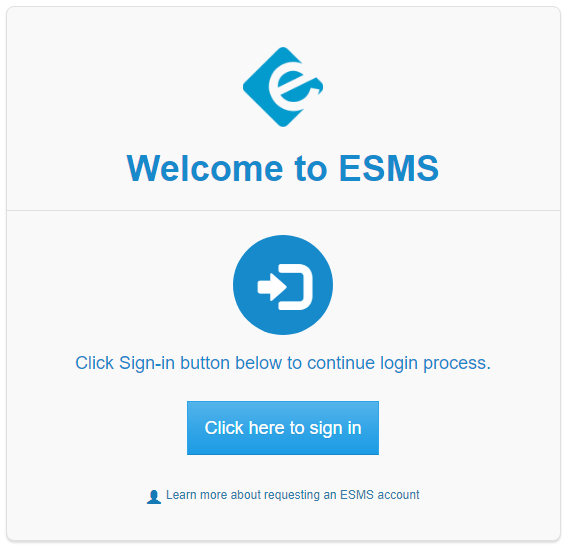 Welcome to ESMS
Click Sign-in button below to continue login process.
Click here to sign in
Learn more about requesting an ESMS account